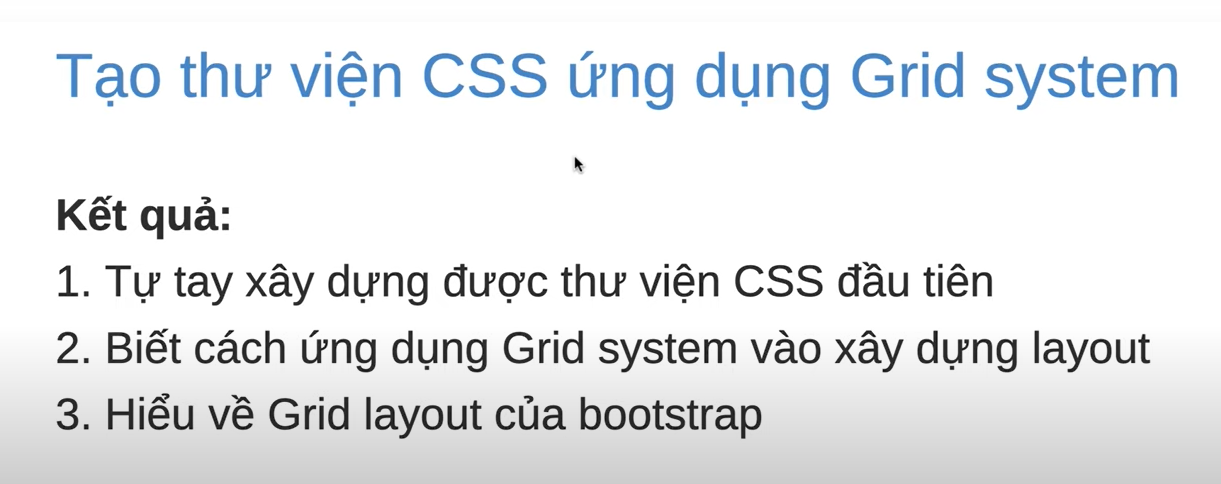 Tạo thư viện CSS ứng dụng Grid system
Kết quả:
1. Tự tay xây dựng được thư viện CSS đầu tiên
2. Biết cách ứng dụng Grid system vào xây dựng layout
3. Hiểu về Grid layout của bootstrap